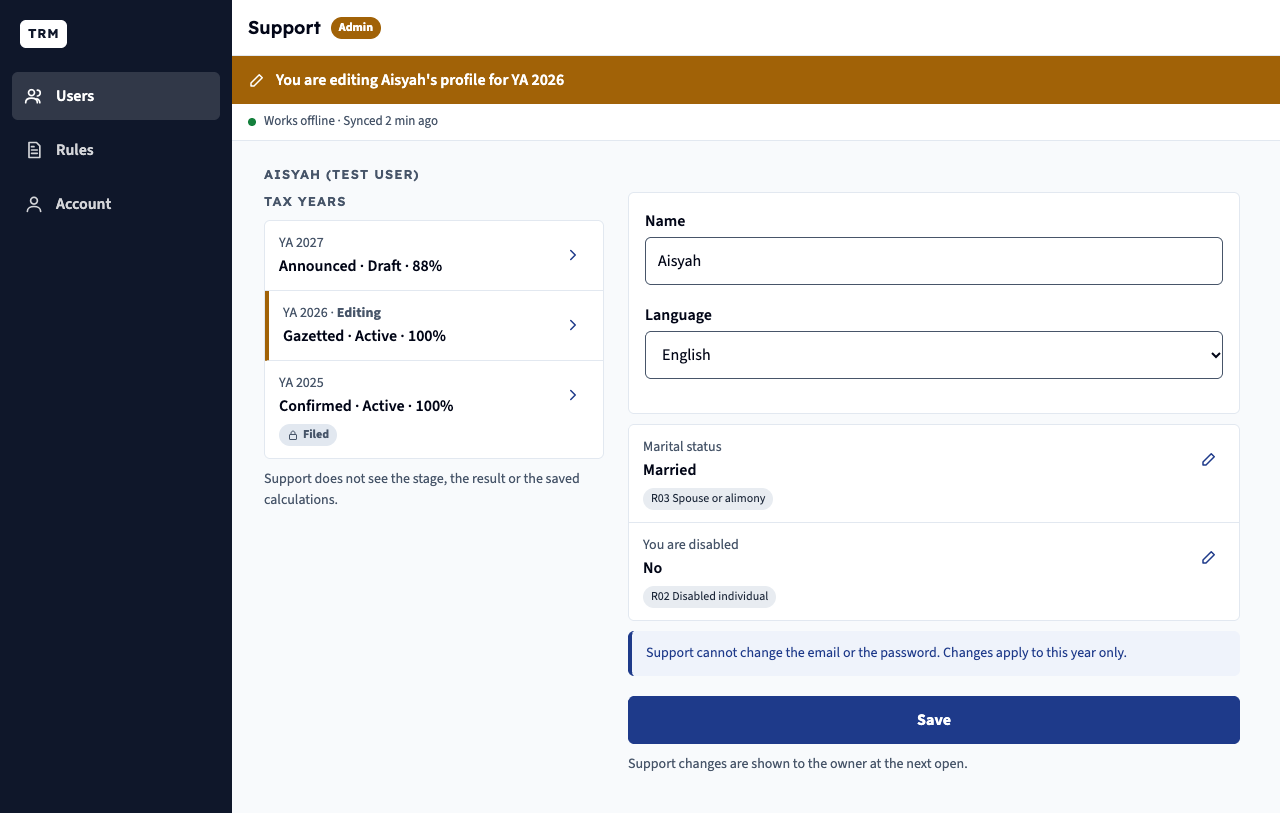 TRM
Users
Rules
Account
Support
Admin
You are editing Aisyah's profile for YA 2026
Works offline · Synced 2 min ago
AISYAH (TEST USER)
TAX YEARS
YA 2027
Announced · Draft · 88%
YA 2026 · Editing
Gazetted · Active · 100%
YA 2025
Confirmed · Active · 100%
Filed
Support does not see the stage, the result or the saved
calculations.
Name
Aisyah
Language
English
Marital status
Married
R03 Spouse or alimony
You are disabled
No
R02 Disabled individual
Support cannot change the email or the password. Changes apply to this year only.
Save
Support changes are shown to the owner at the next open.